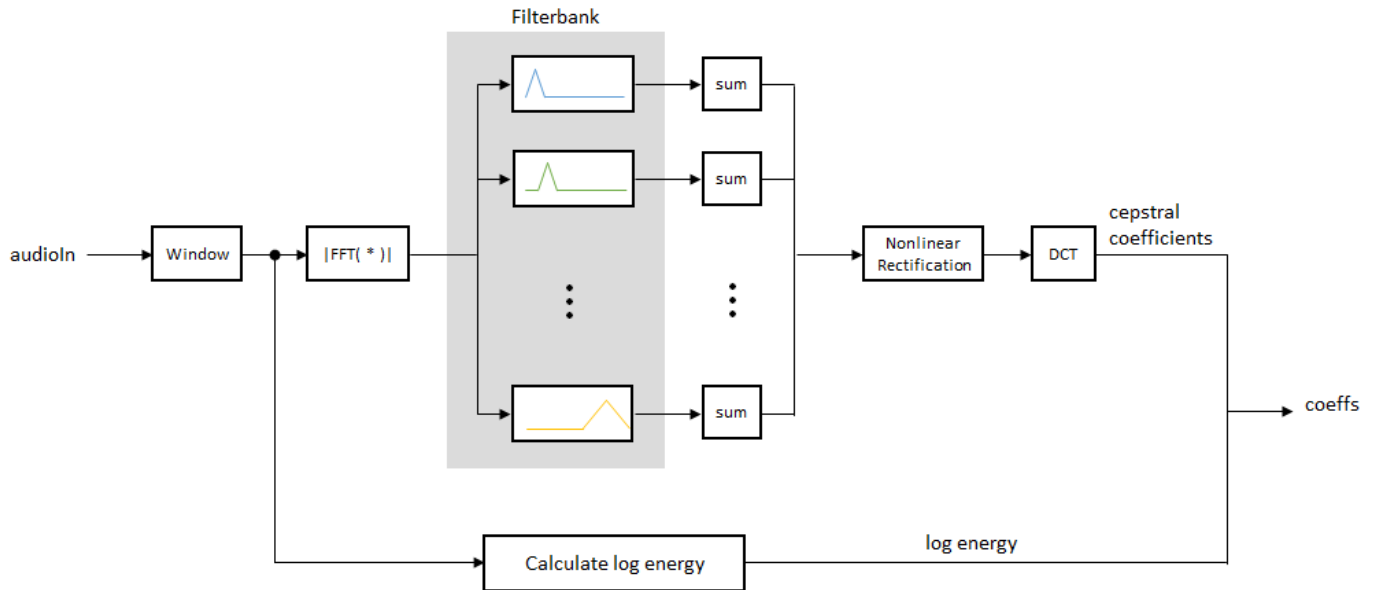 Filterbank
sum
sum
cepstral
coefficients
audioIn
Window
|FFT( * )|
Nonlinear
Rectification
DCT
sum
coeffs
log energy
Calculate log energy